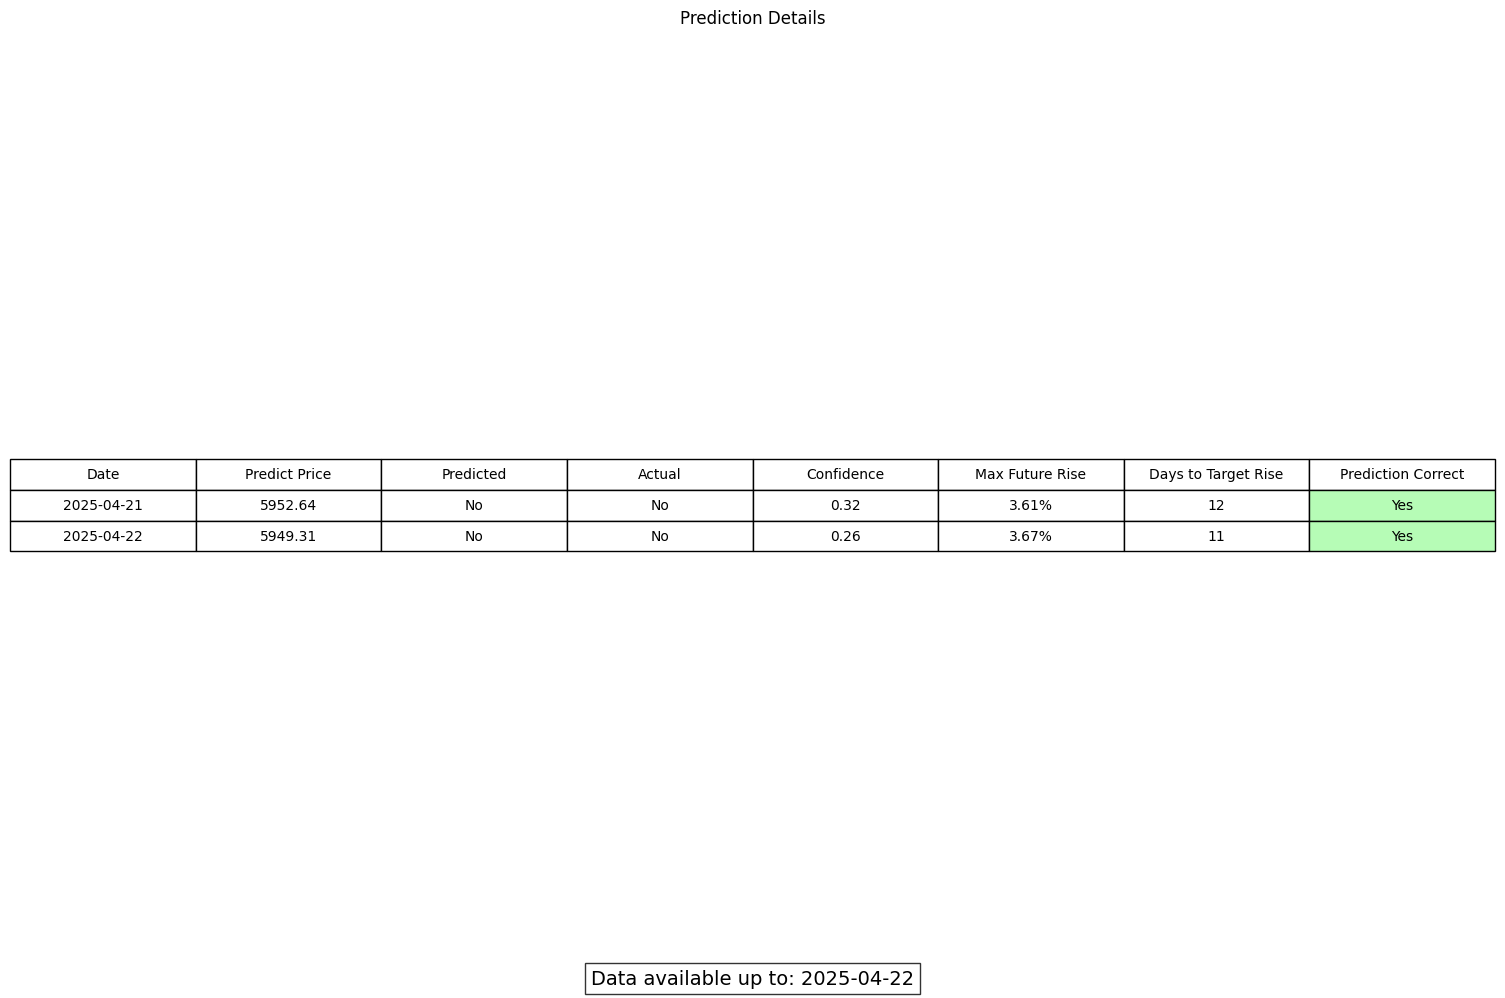 Prediction Details
Date Predict Price Predicted Actual Confidence Max Future Rise Days to Target Rise Prediction Correct
2025-04-21 5952.64 No No 0.32 3.61% 12 Yes
2025-04-22 5949.31 No No 0.26 3.67% 11 Yes
Data available up to: 2025-04-22